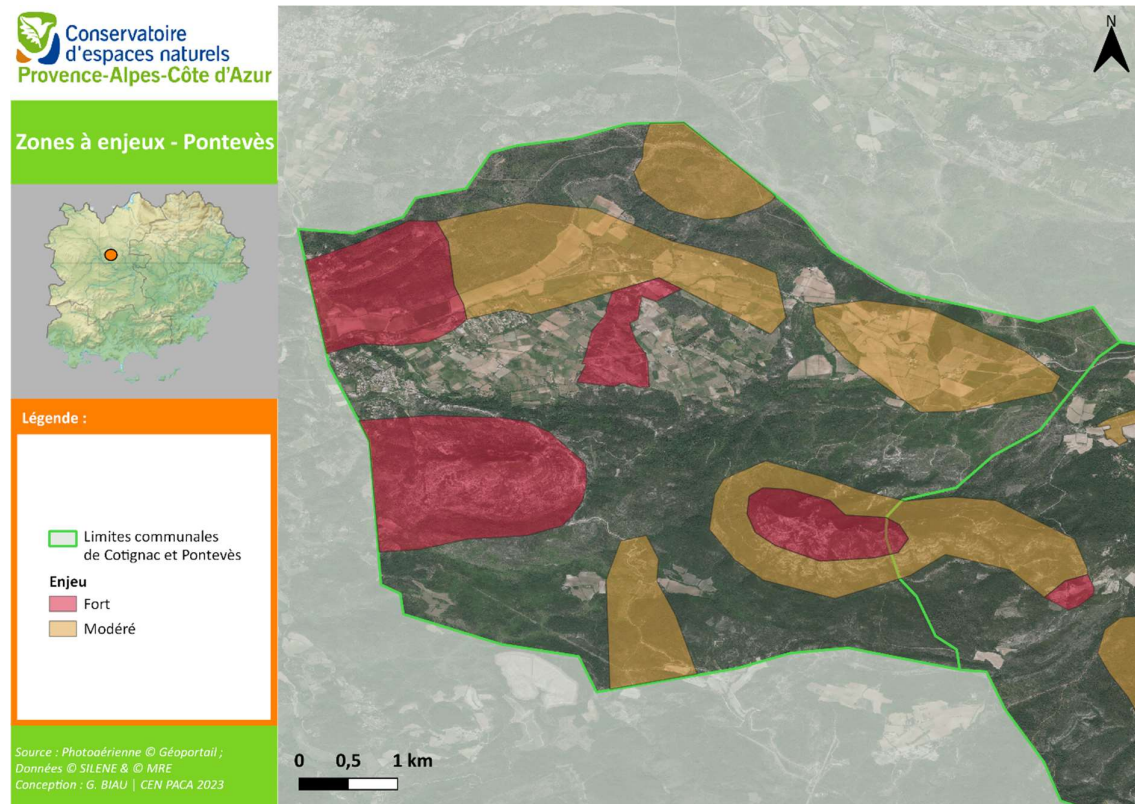 Conservatoire
d'espaces naturels
Provence-Alpes-Côte d'Azur
Zones à enjeux - Pontevès
Légende :
Limites communales
de Cotignac et Pontevès
Enjeu
Fort
Modéré
Source : Photoaérienne © Géoportail ;
Données © SILENE & © MRE
Conception : G. BIAU | CEN PACA 2023
N
0 0,5 1 km